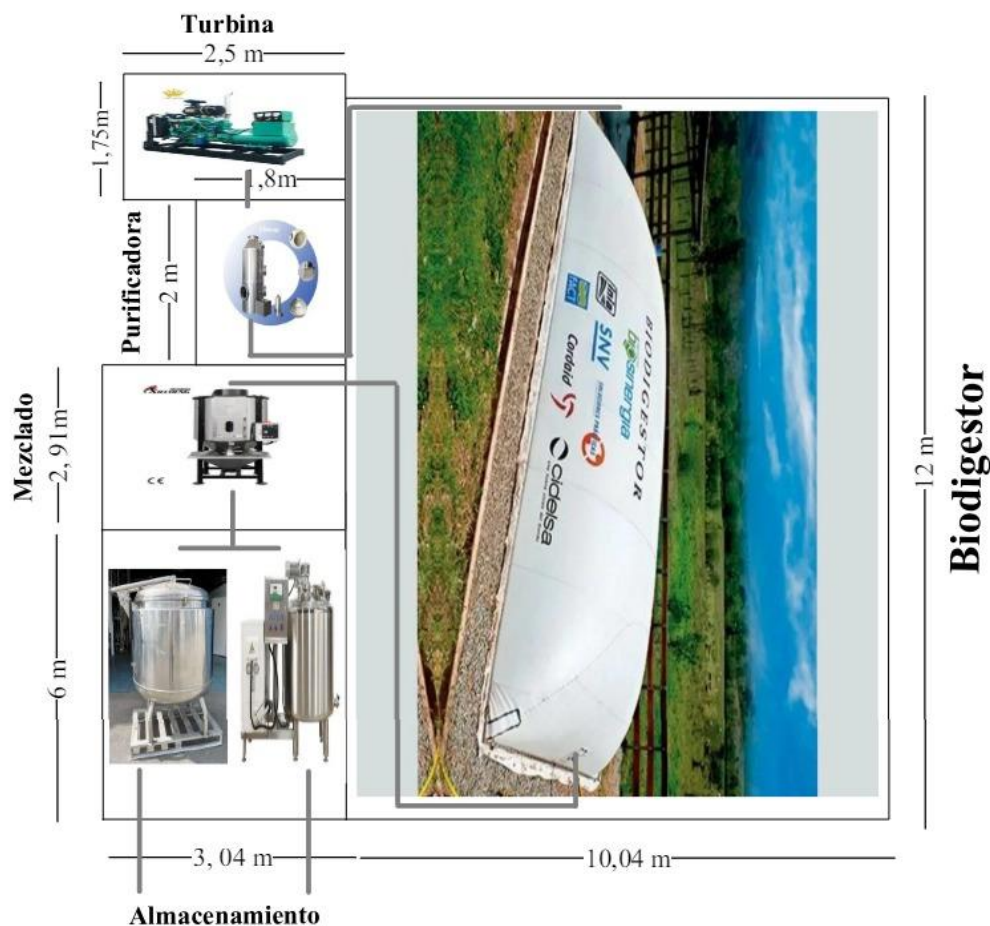 Turbina
2,5 m
1,75m
1,8m
Purificadora
2 m
Mezclado
2, 91m
CE
6 m
BIODIGESTOR
SNV
Cordaid
cidelsa
12 m
Biodigestor
3, 04 m
10,04 m
Almacenamiento